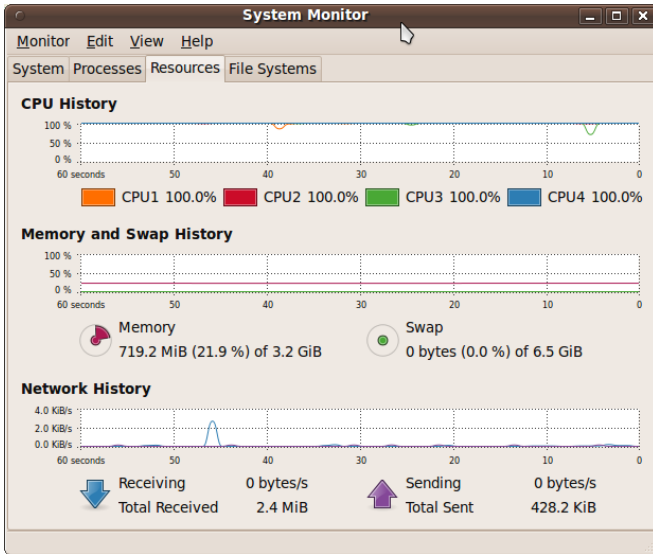 System Monitor
Monitor Edit View Help
System Processes Resources File Systems
CPU History
100 %
50 %
0 %
60 seconds 50 40 30 20 10 0
CPU1 100.0% CPU2 100.0% CPU3 100.0% CPU4 100.0%
Memory and Swap History
100 %
50 %
0 %
60 seconds 50 40 30 20 10 0
Memory
719.2 MiB (21.9 %) of 3.2 GiB
Swap
0 bytes (0.0 %) of 6.5 GiB
Network History
4.0 KiB/s
2.0 KiB/s
0.0 KiB/s
60 seconds 50 40 30 20 10 0
Receiving 0 bytes/s
Total Received 2.4 MiB
Sending 0 bytes/s
Total Sent 428.2 KiB